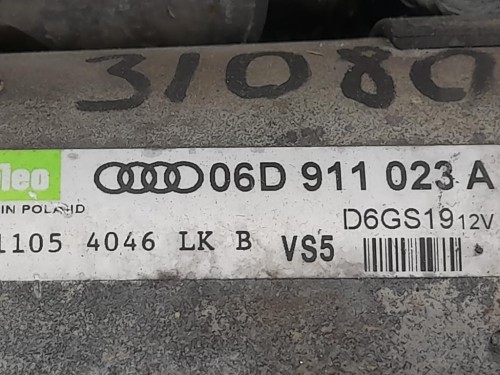 31080
leo
06D 911 023 A
IN POLAND
D6GS19 12V
1105 4046 LK B VS5